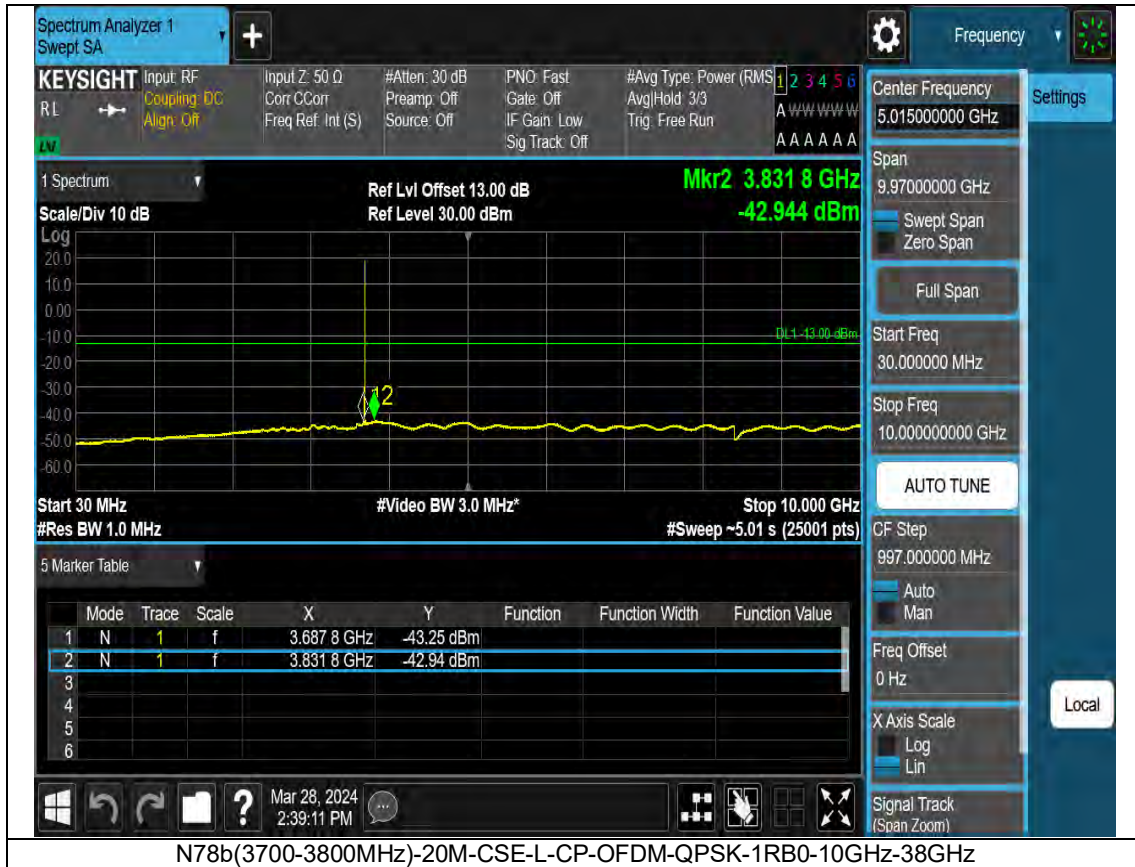 Spectrum Analyzer 1
Swept SA
+
Frequency
KEYSIGHT
RL
Input: RF
Coupling: DC
Align: Off
Input Z: 50 Ω
Corr CCorr
Freq Ref: Int (S)
#Atten: 30 dB
Preamp: Off
Source: Off
PNO: Fast
Gate: Off
IF Gain: Low
Sig Track: Off
#Avg Type: Power (RMS
Avg|Hold: 3/3
Trig: Free Run
1 2 3 4 5 6
A W W W W W
A A A A A A
1 Spectrum
Scale/Div 10 dB
Ref Lvl Offset 13.00 dB
Ref Level 30.00 dBm
Mkr2 3.831 8 GHz
-42.944 dBm
Log
20.0
10.0
0.00
-10.0
-20.0
-30.0
-40.0
-50.0
-60.0
DL1 -13.00 dBm
12
Start 30 MHz
#Video BW 3.0 MHz*
Stop 10.000 GHz
#Res BW 1.0 MHz
#Sweep ~5.01 s (25001 pts)
5 Marker Table
Mode Trace Scale X Y Function Function Width Function Value
1 N 1 f 3.687 8 GHz -43.25 dBm
2 N 1 f 3.831 8 GHz -42.94 dBm
3
4
5
6
Mar 28, 2024
2:39:11 PM
?
Center Frequency
5.015000000 GHz
Settings
Span
9.97000000 GHz
Swept Span
Zero Span
Full Span
Start Freq
30.000000 MHz
Stop Freq
10.000000000 GHz
AUTO TUNE
CF Step
997.000000 MHz
Auto
Man
Freq Offset
0 Hz
X Axis Scale
Log
Lin
Signal Track
(Span Zoom)
Local
N78b(3700-3800MHz)-20M-CSE-L-CP-OFDM-QPSK-1RB0-10GHz-38GHz